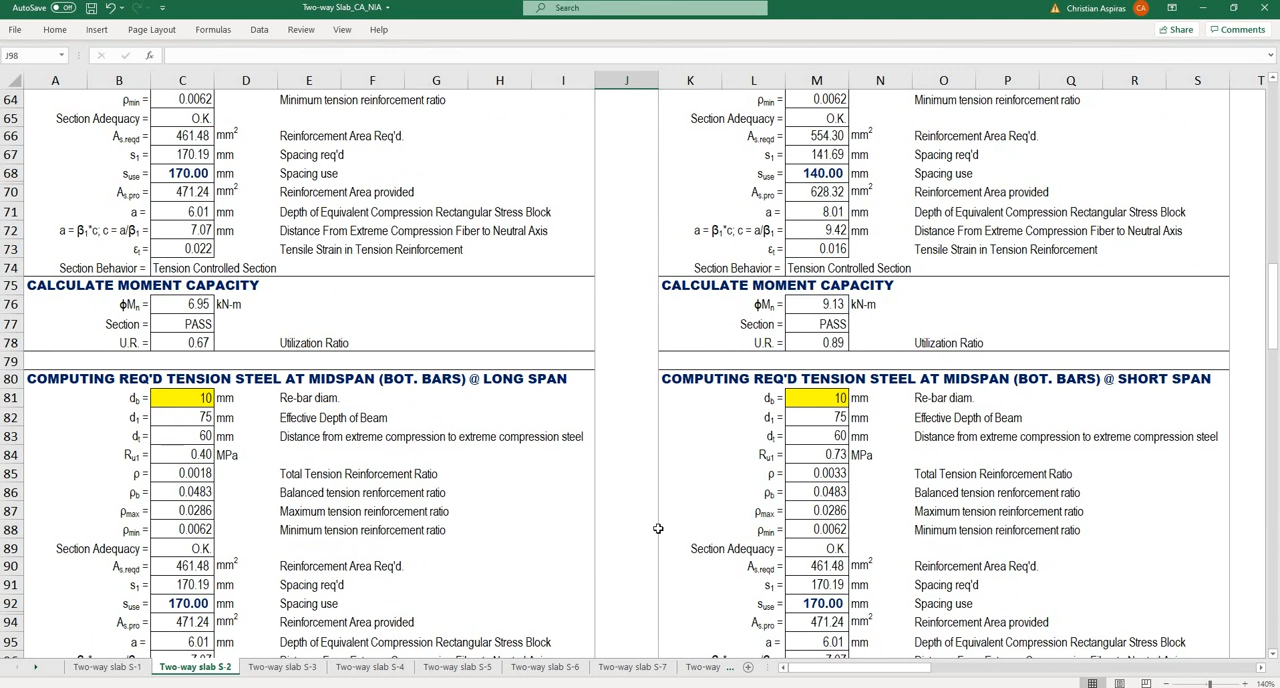 AutoSave Off Two-way Slab_CA_NIA Search Christian Aspiras CA
File Home Insert Page Layout Formulas Data Review View Help Share Comments
J98 fx
A B C D E F G H I J K L M N O P Q R S T
64 ρmin = 0.0062 Minimum tension reinforcement ratio ρmin = 0.0062 Minimum tension reinforcement ratio
65 Section Adequacy = O.K. Section Adequacy = O.K.
66 As.reqd = 461.48 mm² Reinforcement Area Req'd. As.reqd = 554.30 mm² Reinforcement Area Req'd.
67 s1 = 170.19 mm Spacing req'd s1 = 141.69 mm Spacing req'd
68 suse = 170.00 mm Spacing use suse = 140.00 mm Spacing use
70 As.pro = 471.24 mm² Reinforcement Area provided As.pro = 628.32 mm² Reinforcement Area provided
71 a = 6.01 mm Depth of Equivalent Compression Rectangular Stress Block a = 8.01 mm Depth of Equivalent Compression Rectangular Stress Block
72 a = β1*c; c = a/β1 = 7.07 mm Distance From Extreme Compression Fiber to Neutral Axis a = β1*c; c = a/β1 = 9.42 mm Distance From Extreme Compression Fiber to Neutral Axis
73 εt = 0.022 Tensile Strain in Tension Reinforcement εt = 0.016 Tensile Strain in Tension Reinforcement
74 Section Behavior = Tension Controlled Section Section Behavior = Tension Controlled Section
75 CALCULATE MOMENT CAPACITY CALCULATE MOMENT CAPACITY
76 ϕMn = 6.95 kN-m ϕMn = 9.13 kN-m
77 Section = PASS Section = PASS
78 U.R. = 0.67 Utilization Ratio U.R. = 0.89 Utilization Ratio
79
80 COMPUTING REQ'D TENSION STEEL AT MIDSPAN (BOT. BARS) @ LONG SPAN COMPUTING REQ'D TENSION STEEL AT MIDSPAN (BOT. BARS) @ SHORT SPAN
81 db = 10 mm Re-bar diam. db = 10 mm Re-bar diam.
82 d1 = 75 mm Effective Depth of Beam d1 = 75 mm Effective Depth of Beam
83 dt = 60 mm Distance from extreme compression to extreme compression steel dt = 60 mm Distance from extreme compression to extreme compression steel
84 Ru1 = 0.40 MPa Ru1 = 0.73 MPa
85 ρ = 0.0018 Total Tension Reinforcement Ratio ρ = 0.0033 Total Tension Reinforcement Ratio
86 ρb = 0.0483 Balanced tension renforcement ratio ρb = 0.0483 Balanced tension renforcement ratio
87 ρmax = 0.0286 Maximum tension reinforcement ratio ρmax = 0.0286 Maximum tension reinforcement ratio
88 ρmin = 0.0062 Minimum tension reinforcement ratio ρmin = 0.0062 Minimum tension reinforcement ratio
89 Section Adequacy = O.K. Section Adequacy = O.K.
90 As.reqd = 461.48 mm² Reinforcement Area Req'd. As.reqd = 461.48 mm² Reinforcement Area Req'd.
91 s1 = 170.19 mm Spacing req'd s1 = 170.19 mm Spacing req'd
92 suse = 170.00 mm Spacing use suse = 170.00 mm Spacing use
94 As.pro = 471.24 mm² Reinforcement Area provided As.pro = 471.24 mm² Reinforcement Area provided
95 a = 6.01 mm Depth of Equivalent Compression Rectangular Stress Block a = 6.01 mm Depth of Equivalent Compression Rectangular Stress Block
Two-way slab S-1 Two-way slab S-2 Two-way slab S-3 Two-way slab S-4 Two-way slab S-5 Two-way slab S-6 Two-way slab S-7 Two-way ...
140%